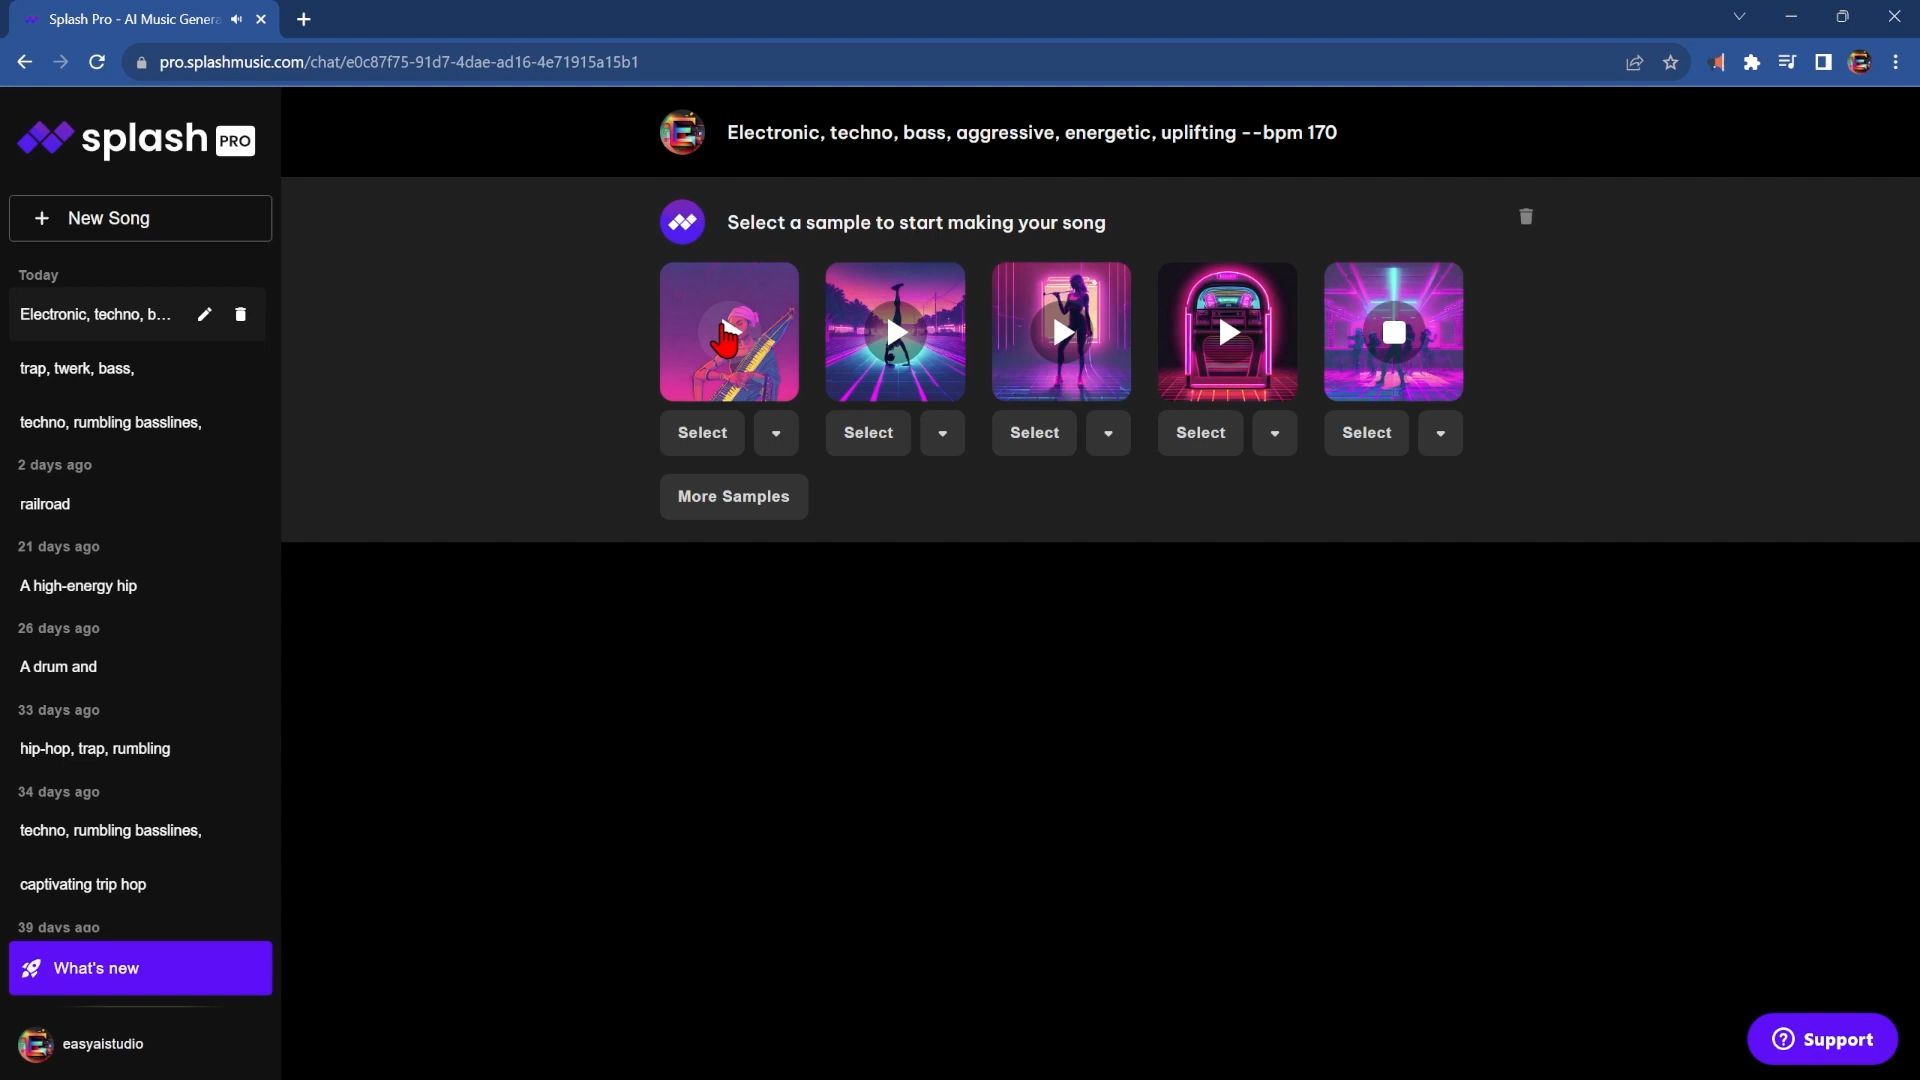 Splash Pro - AI Music Genera
pro.splashmusic.com/chat/e0c87f75-91d7-4dae-ad16-4e71915a15b1
splash PRO
New Song
Today
Electronic, techno, b...
trap, twerk, bass,
techno, rumbling basslines,
2 days ago
railroad
21 days ago
A high-energy hip
26 days ago
A drum and
33 days ago
hip-hop, trap, rumbling
34 days ago
techno, rumbling basslines,
captivating trip hop
39 days ago
What's new
easyaistudio
Electronic, techno, bass, aggressive, energetic, uplifting --bpm 170
Select a sample to start making your song
Select Select Select Select Select
More Samples
Support